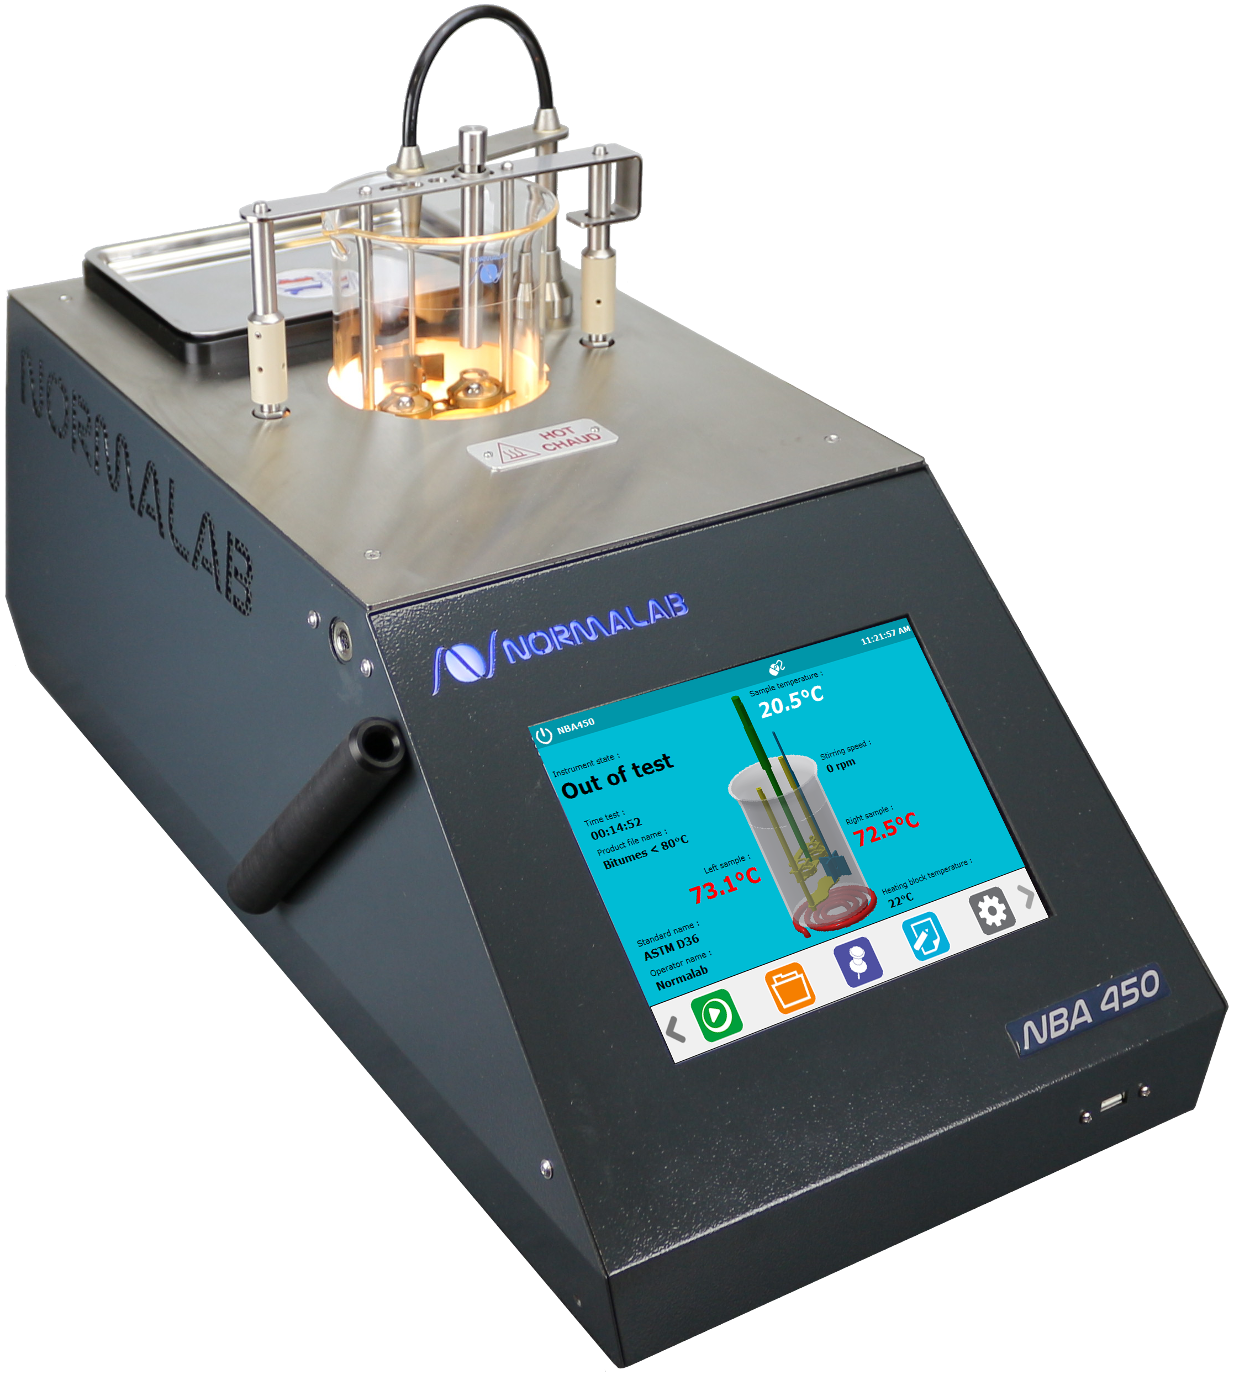 NORMALAB
HOT
CHAUD
NORMALAB
NBA450
11:21:57 AM
Sample temperature :
20.5°C
Instrument state :
Out of test
Stirring speed :
0 rpm
Time test :
00:14:52
Product file name :
Bitumes < 80°C
Right sample :
72.5°C
Left sample :
73.1°C
Heating block temperature :
22°C
Standard name :
ASTM D36
Operator name :
Normalab
NBA 450